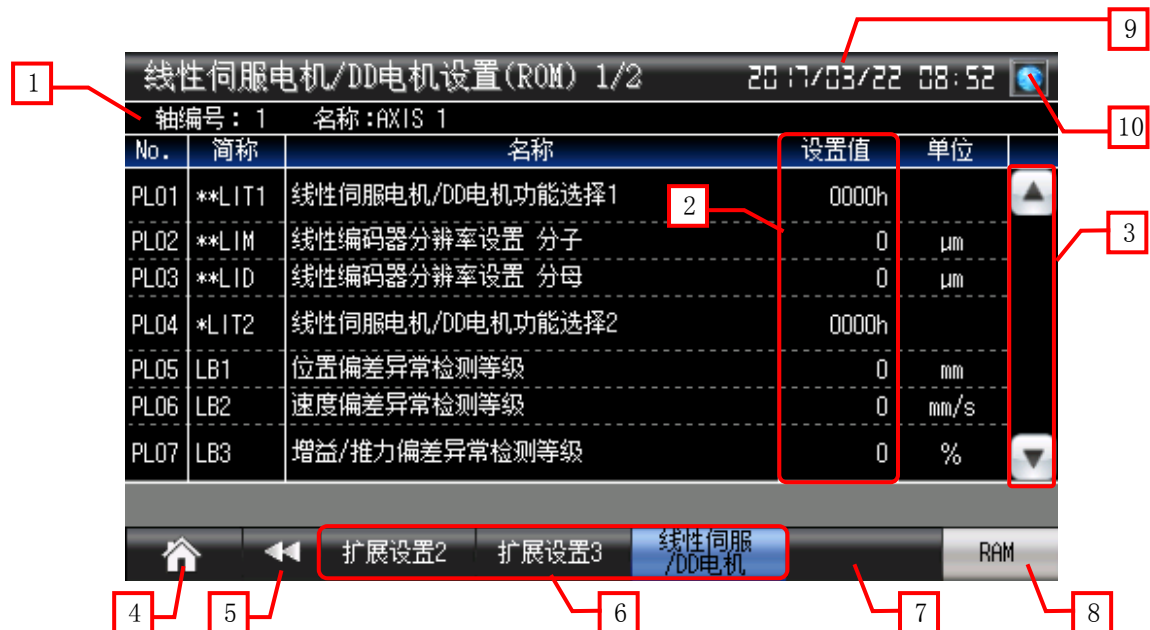 9
线性伺服电机/DD电机设置(ROM) 1/2 2017/03/22 08:52
1
轴编号: 1 名称:AXIS 1
10
No. 简称 名称 设置值 单位
PL01 **LIT1 线性伺服电机/DD电机功能选择1 0000h
2
3
PL02 **LIM 线性编码器分辨率设置 分子 0 μm
PL03 **LID 线性编码器分辨率设置 分母 0 μm
PL04 *LIT2 线性伺服电机/DD电机功能选择2 0000h
PL05 LB1 位置偏差异常检测等级 0 mm
PL06 LB2 速度偏差异常检测等级 0 mm/s
PL07 LB3 增益/推力偏差异常检测等级 0 %
扩展设置2 扩展设置3 线性伺服
/DD电机
RAM
4 5 6 7 8